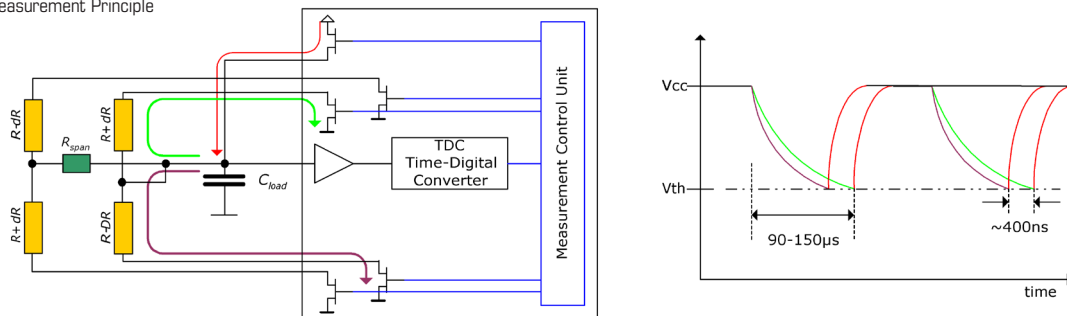 Measurement Principle
R-dR
R+dR
Rspan
R+dR
R-DR
Cload
TDC
Time-Digital
Converter
Measurement Control Unit
Vcc
Vth
90-150µs
~400ns
time